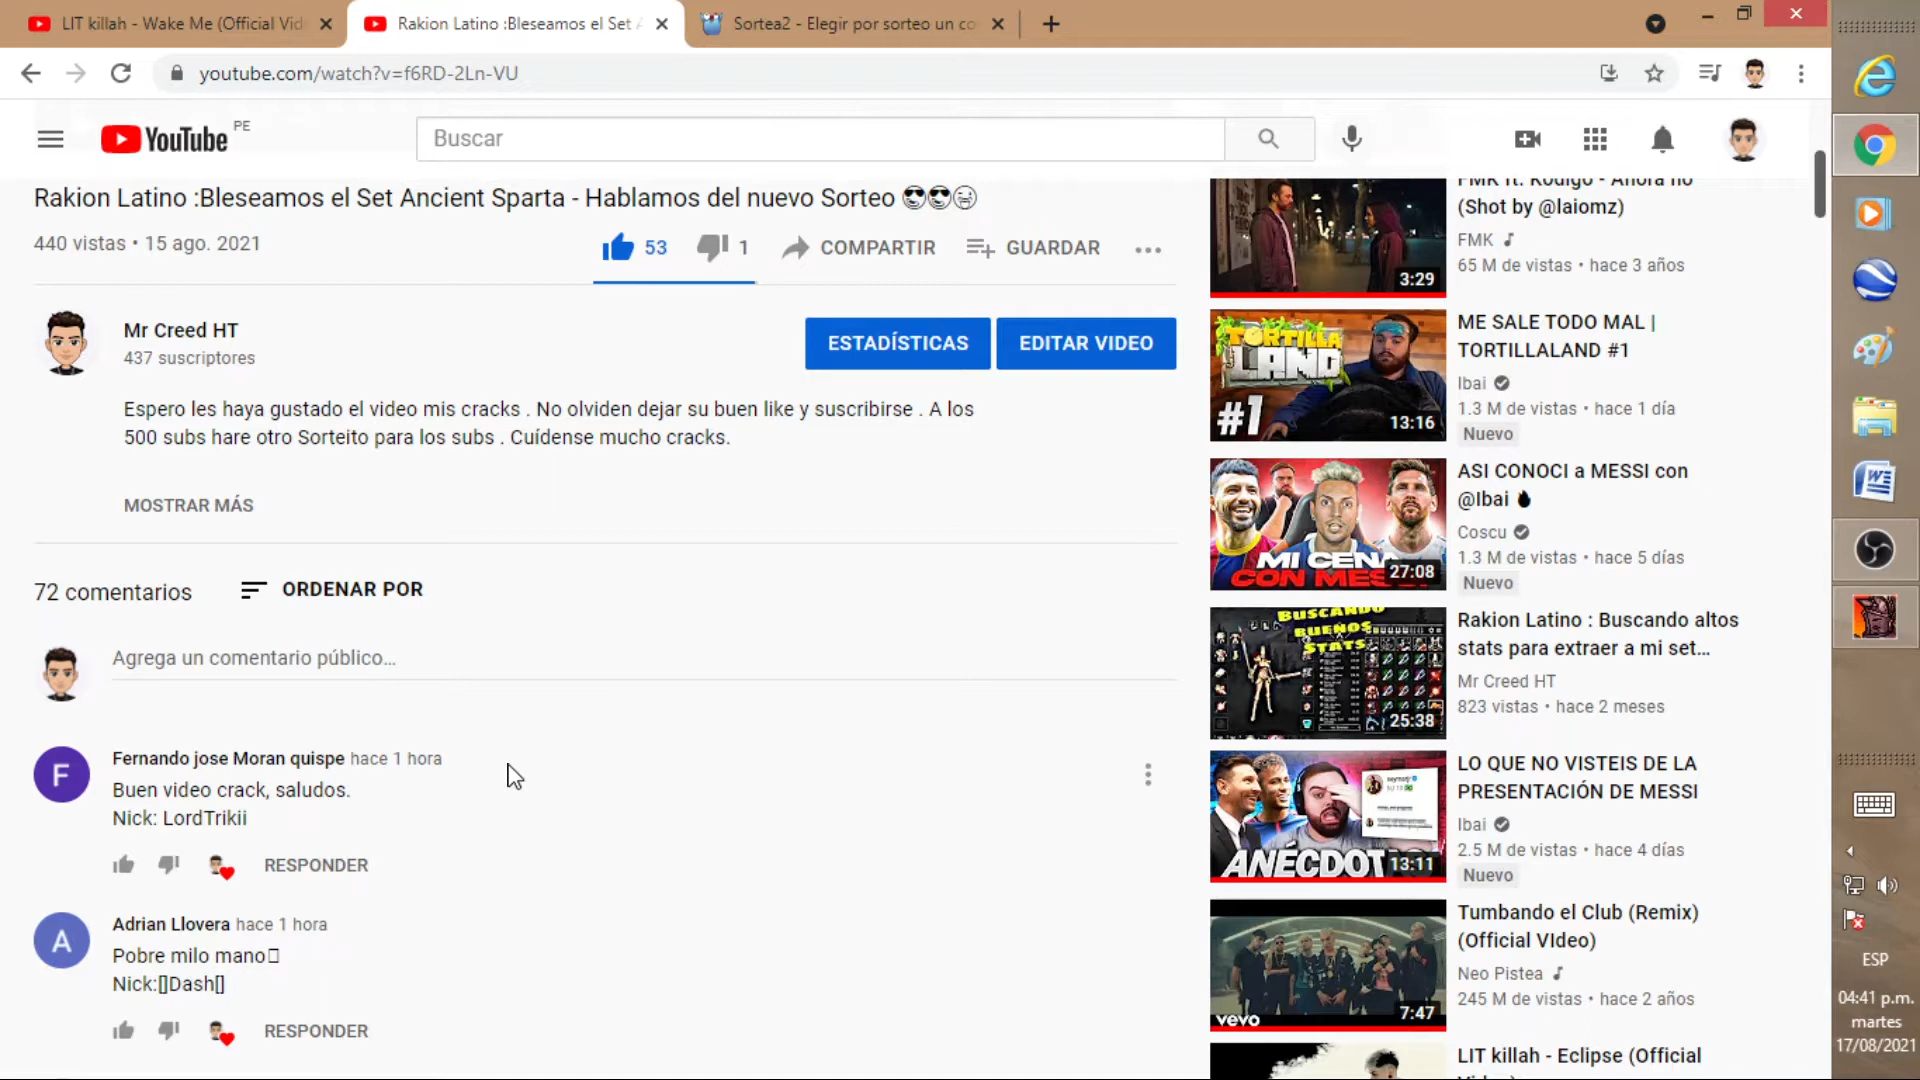 LIT killah - Wake Me (Official Vid
Rakion Latino :Bleseamos el Set A
Sortea2 - Elegir por sorteo un co
youtube.com/watch?v=f6RD-2Ln-VU
YouTube PE
Buscar
Rakion Latino :Bleseamos el Set Ancient Sparta - Hablamos del nuevo Sorteo 😎😎😁
440 vistas • 15 ago. 2021
53
1
COMPARTIR
GUARDAR
Mr Creed HT
437 suscriptores
ESTADÍSTICAS
EDITAR VIDEO
Espero les haya gustado el video mis cracks . No olviden dejar su buen like y suscribirse . A los
500 subs hare otro Sorteito para los subs . Cuídense mucho cracks.
MOSTRAR MÁS
72 comentarios
ORDENAR POR
Agrega un comentario público...
F
Fernando jose Moran quispe hace 1 hora
Buen video crack, saludos.
Nick: LordTrikii
RESPONDER
A
Adrian Llovera hace 1 hora
Pobre milo mano
Nick:[]Dash[]
RESPONDER
FMK ft. Rodigo - Ahora no
(Shot by @laiomz)
FMK
65 M de vistas • hace 3 años
3:29
TORTILLA
LAND
#1
13:16
ME SALE TODO MAL |
TORTILLALAND #1
Ibai
1.3 M de vistas • hace 1 día
Nuevo
MI CENA
CON MES
27:08
ASI CONOCI a MESSI con
@Ibai
Coscu
1.3 M de vistas • hace 5 días
Nuevo
BUSCANDO
BUENOS
STATS
25:38
Rakion Latino : Buscando altos
stats para extraer a mi set...
Mr Creed HT
823 vistas • hace 2 meses
ANÉCDOT
13:11
LO QUE NO VISTEIS DE LA
PRESENTACIÓN DE MESSI
Ibai
2.5 M de vistas • hace 4 días
Nuevo
vevo
7:47
Tumbando el Club (Remix)
(Official VIdeo)
Neo Pistea
245 M de vistas • hace 2 años
LIT killah - Eclipse (Official
ESP
04:41 p.m.
martes
17/08/2021